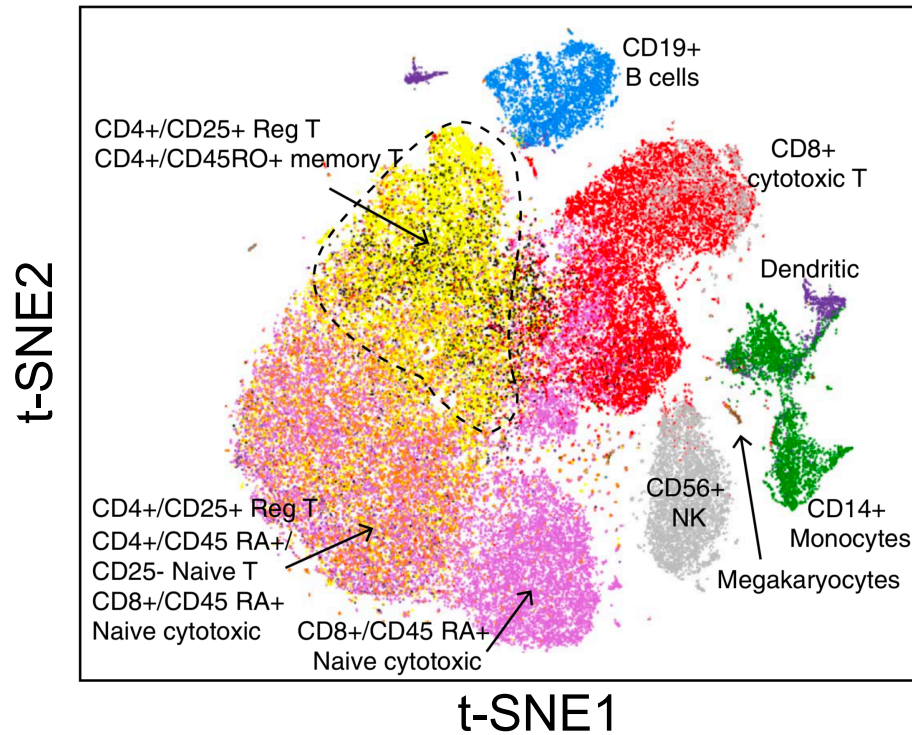 CD19+
B cells
CD4+/CD25+ Reg T
CD4+/CD45RO+ memory T
CD8+
cytotoxic T
Dendritic
t-SNE2
CD56+
NK
CD4+/CD25+ Reg T
CD4+/CD45 RA+/
CD25- Naive T
CD8+/CD45 RA+
Naive cytotoxic
CD14+
Monocytes
Megakaryocytes
CD8+/CD45 RA+
Naive cytotoxic
t-SNE1